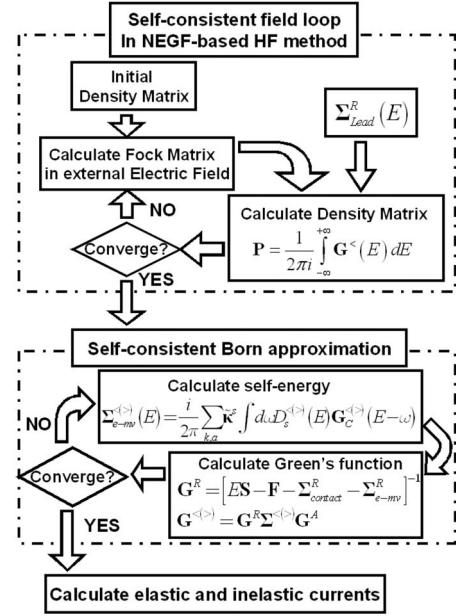 Self-consistent field loop
In NEGF-based HF method
Initial
Density Matrix
Σ^R_Lead (E)
Calculate Fock Matrix
in external Electric Field
NO
Calculate Density Matrix
P = 1/2πi ∫_{-∞}^{+∞} G^< (E) dE
Converge?
YES
Self-consistent Born approximation
Calculate self-energy
Σ^{<(>)}_{e-mv} (E) = i/2π Σ_{k,α} κ̃^s ∫ dω D_s^{<(>)} (E) G_C^{<(>)} (E-ω)
NO
Calculate Green's function
G^R = [ES - F - Σ^R_contact - Σ^R_{e-mv}]^{-1}
G^{<(>)} = G^R Σ^{<(>)} G^A
Converge?
YES
Calculate elastic and inelastic currents